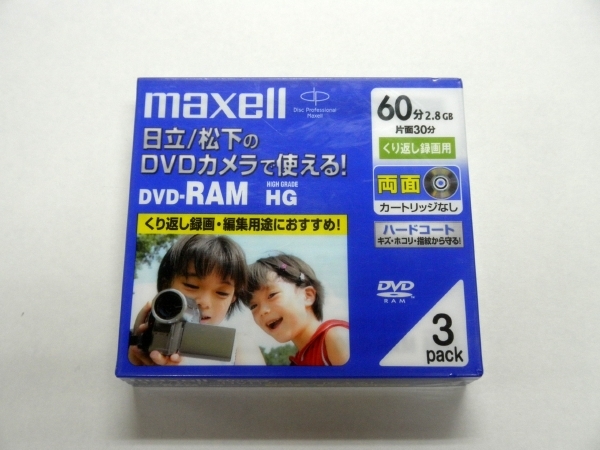 maxell
Disc Professional
Maxell
日立/松下の
DVDカメラで使える!
DVD-RAM
HIGH GRADE
HG
くり返し録画・編集用途におすすめ!
60分 2.8GB
片面30分
くり返し録画用
両面
カートリッジなし
ハードコート
キズ・ホコリ・指紋から守る!
DVD
RAM
3
pack